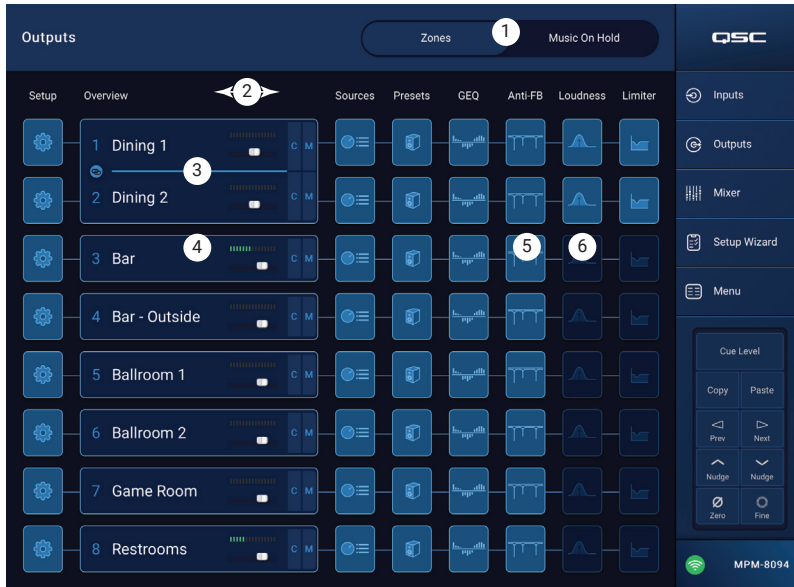 Outputs
Zones
1
Music On Hold
QSC
Setup
Overview
2
Sources
Presets
GEQ
Anti-FB
Loudness
Limiter
1 Dining 1
C M
3
2 Dining 2
C M
3 Bar
4
C M
5
6
4 Bar - Outside
C M
5 Ballroom 1
C M
6 Ballroom 2
C M
7 Game Room
C M
8 Restrooms
C M
Inputs
Outputs
Mixer
Setup Wizard
Menu
Cue Level
Copy
Paste
Prev
Next
Nudge
Nudge
Zero
Fine
MPM-8094